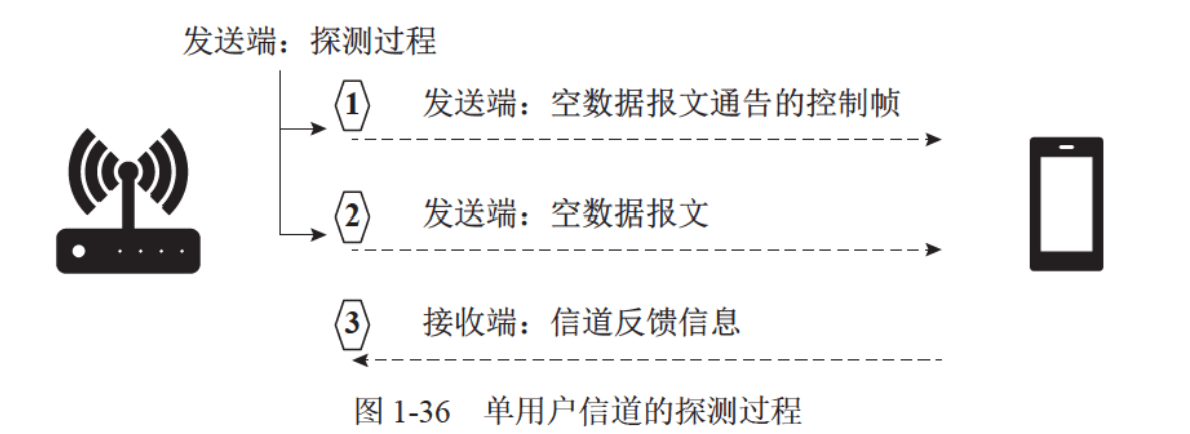 发送端：探测过程
1 发送端：空数据报文通告的控制帧
2 发送端：空数据报文
3 接收端：信道反馈信息
图 1-36 单用户信道的探测过程